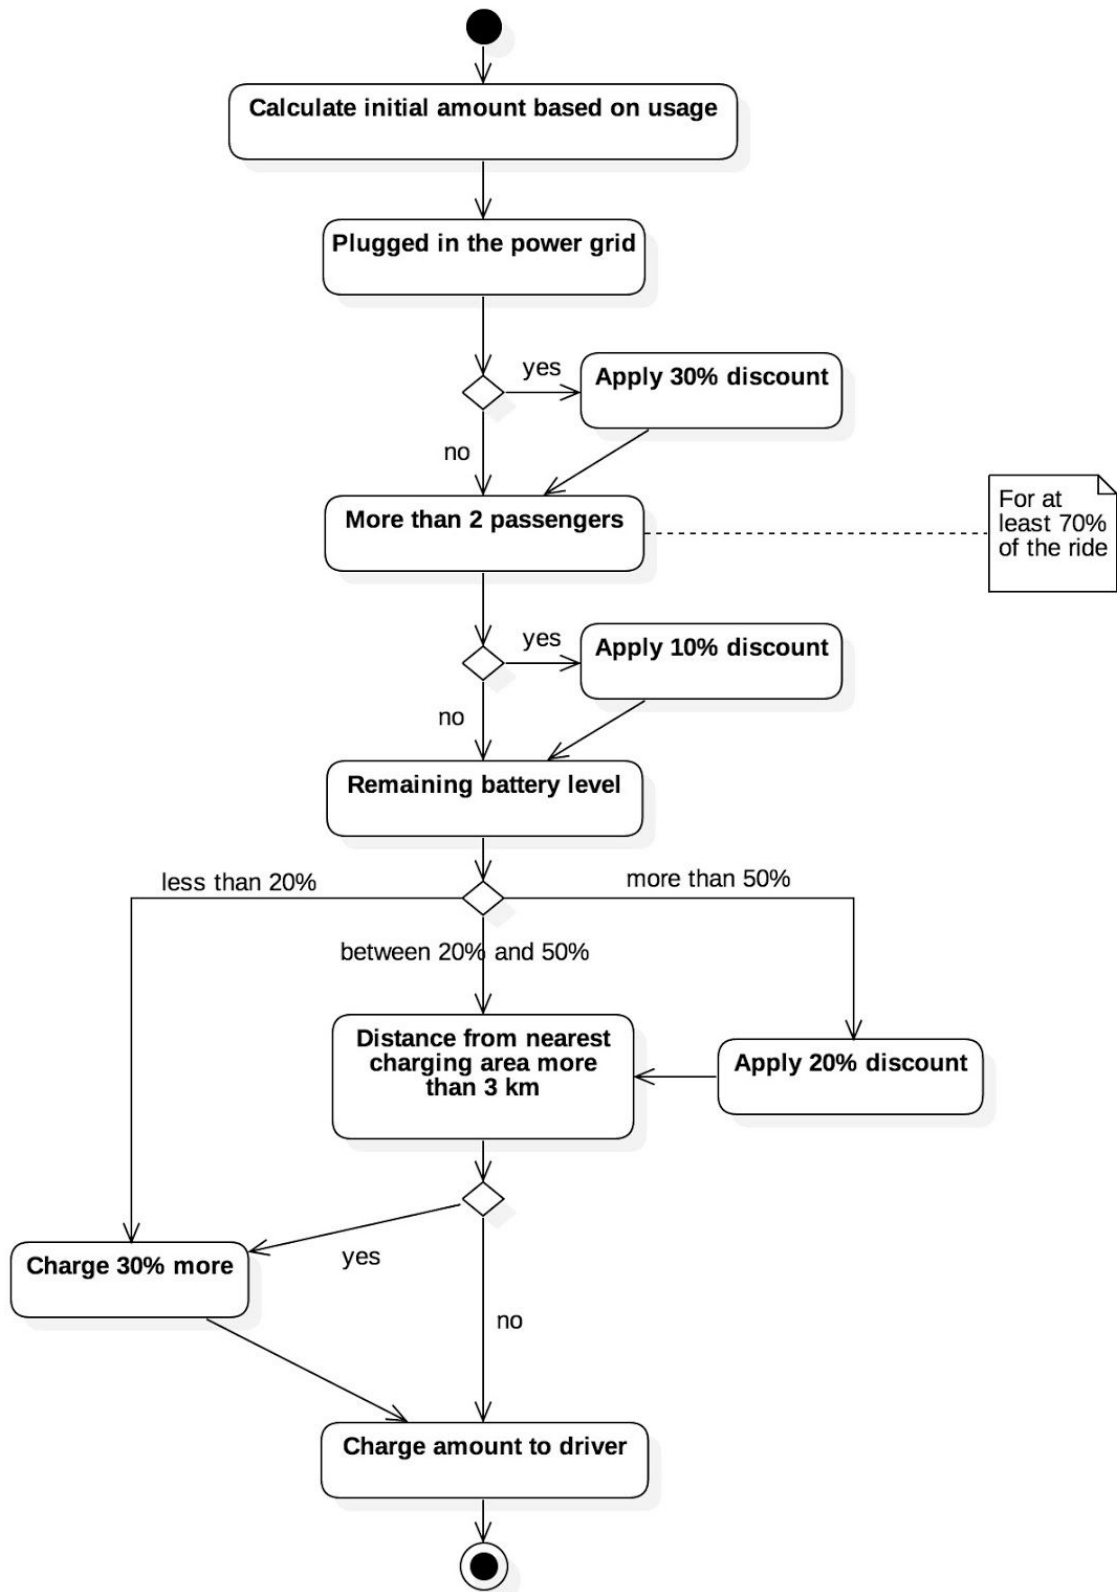 Calculate initial amount based on usage
Plugged in the power grid
yes
Apply 30% discount
no
More than 2 passengers
For at
least 70%
of the ride
yes
Apply 10% discount
no
Remaining battery level
less than 20%
more than 50%
between 20% and 50%
Distance from nearest
charging area more
than 3 km
Apply 20% discount
yes
Charge 30% more
no
Charge amount to driver